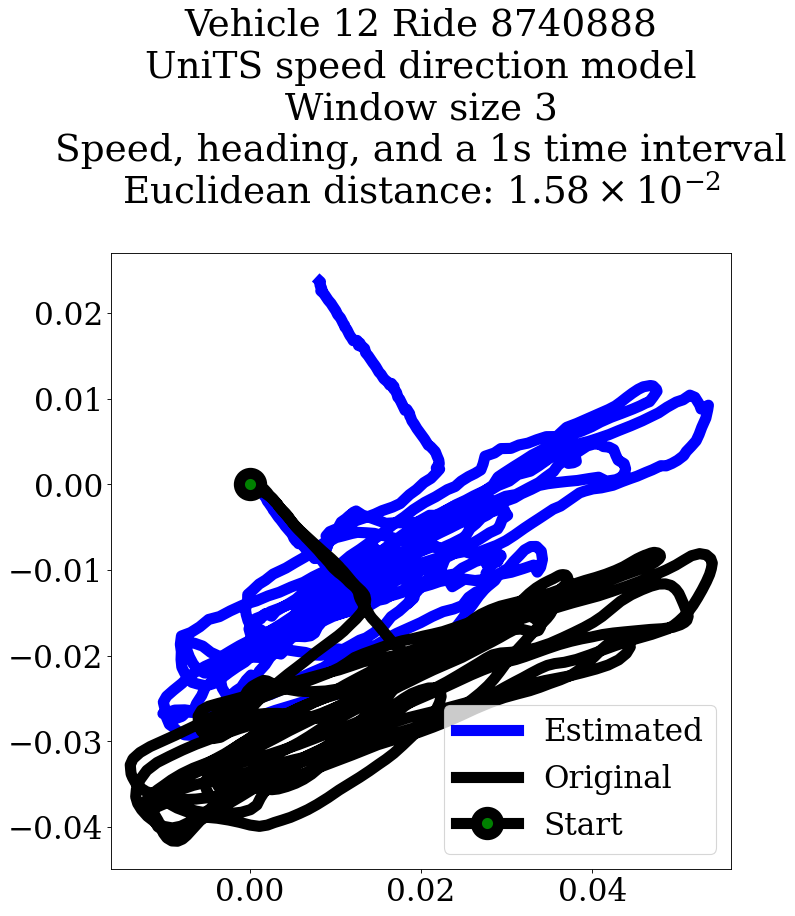 Vehicle 12 Ride 8740888
UniTS speed direction model
Window size 3
Speed, heading, and a 1s time interval
Euclidean distance: 1.58 × 10⁻²
0.02
0.01
0.00
−0.01
−0.02
−0.03
−0.04
Estimated
Original
Start
0.00
0.02
0.04